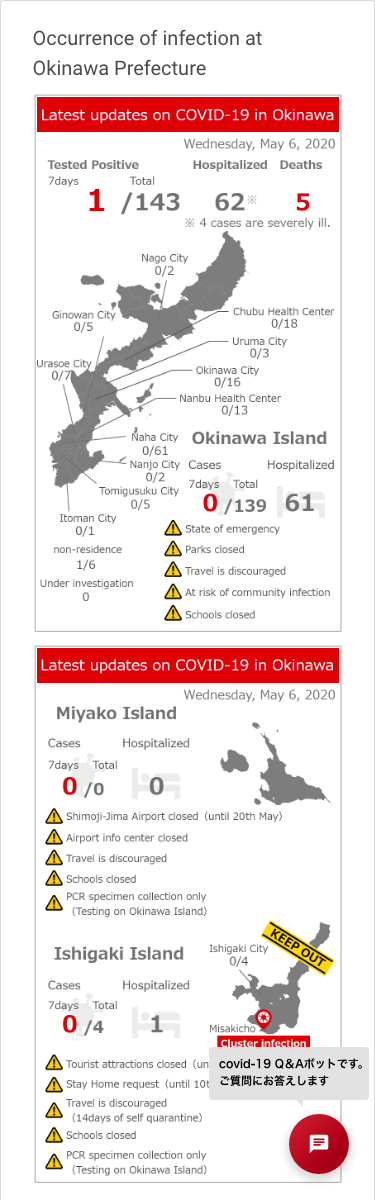 Occurrence of infection at
Okinawa Prefecture
Latest updates on COVID-19 in Okinawa
Wednesday, May 6, 2020
Tested Positive
Hospitalized
Deaths
7days
Total
1 /143
62※
5
※ 4 cases are severely ill.
Nago City
0/2
Ginowan City
0/5
Chubu Health Center
0/18
Uruma City
0/3
Urasoe City
0/7
Okinawa City
0/16
Nanbu Health Center
0/13
Naha City
0/61
Okinawa Island
Nanjo City
0/2
Cases
Hospitalized
7days
Total
0 /139
61
Tomigusuku City
0/5
Itoman City
0/1
non-residence
1/6
Under investigation
0
State of emergency
Parks closed
Travel is discouraged
At risk of community infection
Schools closed
Latest updates on COVID-19 in Okinawa
Wednesday, May 6, 2020
Miyako Island
Cases
Hospitalized
7days
Total
0 /0
0
Shimoji-Jima Airport closed (until 20th May)
Airport info center closed
Travel is discouraged
Schools closed
PCR specimen collection only
(Testing on Okinawa Island)
KEEP OUT
Ishigaki Island
Ishigaki City
0/4
Cases
Hospitalized
7days
Total
0 /4
1
Misakicho
Cluster infection
Tourist attractions closed (un
Stay Home request (until 10t
Travel is discouraged
(14days of self quarantine)
Schools closed
PCR specimen collection only
(Testing on Okinawa Island)
covid-19 Q&Aボットです。
ご質問にお答えします